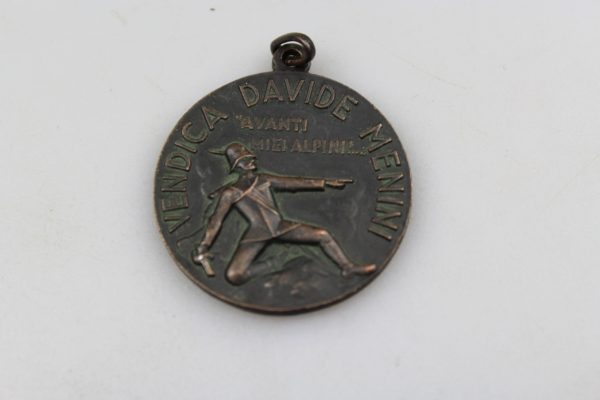 VENDICA DAVIDE MENINI
"AVANTI
MIEI ALPINI!..„